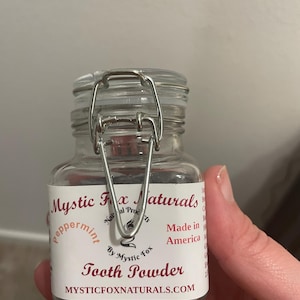 Mystic Fox Naturals
Natural Products
Peppermint
Made in
America
By Mystic Fox
Tooth Powder
MYSTICFOXNATURALS.COM